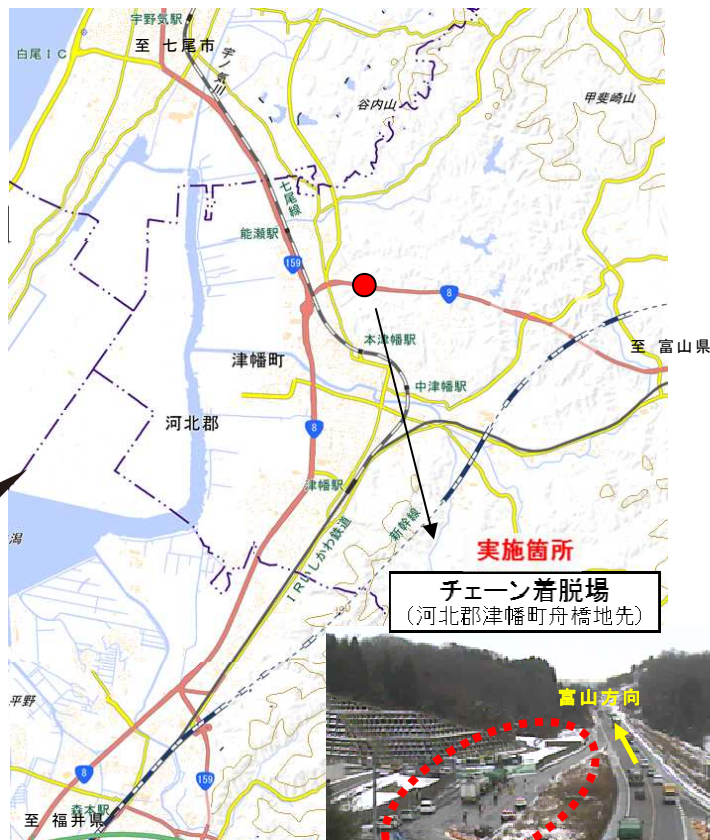 宇野気駅
至 七尾市
白尾IC
宇ノ気川
谷内山
甲斐崎山
七尾線
能瀬駅
159
8
本津幡駅
至 富山県
津幡町
中津幡駅
河北郡
8
津幡駅
新幹線
潟
IRいしかわ鉄道
実施箇所
チェーン着脱場
(河北郡津幡町舟橋地先)
富山方向
平野
8
159
森本駅
至 福井県